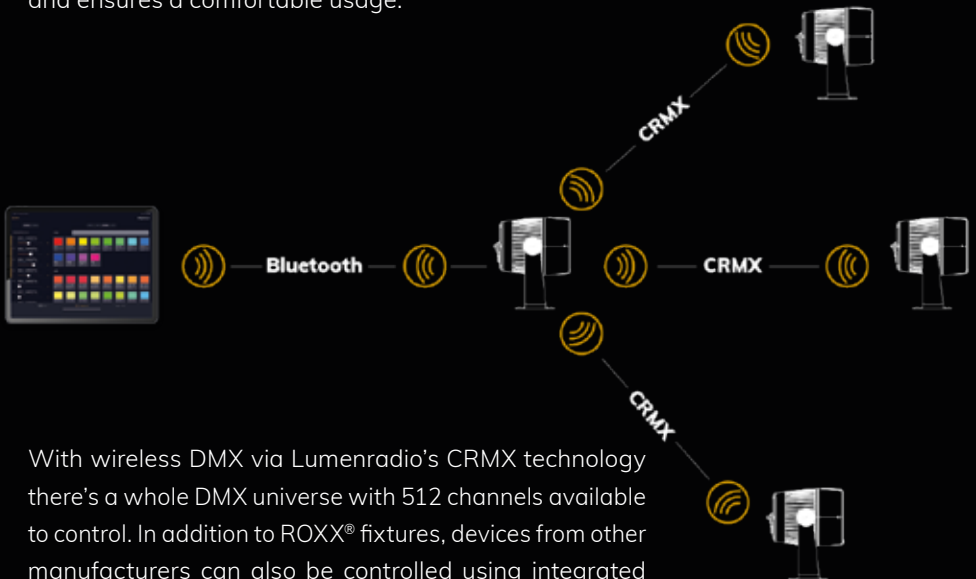 and ensures a comfortable usage.
CRMX
Bluetooth
CRMX
CRMX
With wireless DMX via Lumenradio's CRMX technology
there's a whole DMX universe with 512 channels available
to control. In addition to ROXX® fixtures, devices from other
manufacturers can also be controlled using integrated